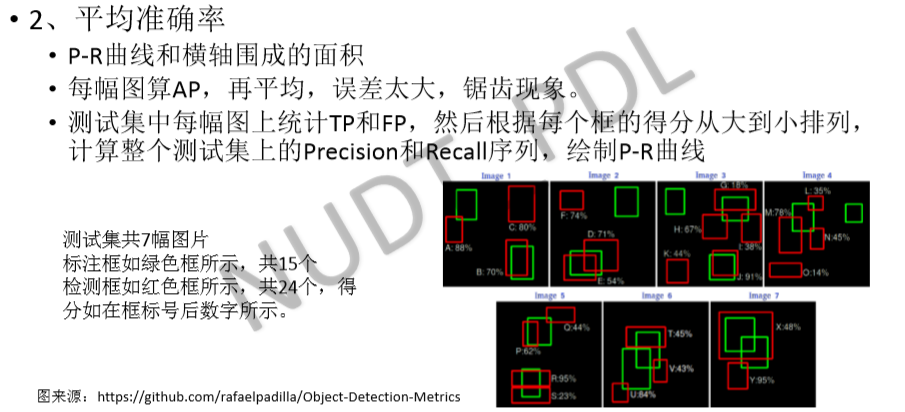 • 2、平均准确率
• P-R曲线和横轴围成的面积
• 每幅图算AP，再平均，误差太大，锯齿现象。
• 测试集中每幅图上统计TP和FP，然后根据每个框的得分从大到小排列，
计算整个测试集上的Precision和Recall序列，绘制P-R曲线
NUDT PDL
测试集共7幅图片
标注框如绿色框所示，共15个
检测框如红色框所示，共24个，得
分如在框标号后数字所示。
Image 1
A: 88%
B: 70%
C: 80%
Image 2
F: 74%
D: 71%
E: 54%
Image 3
G: 18%
H: 67%
K: 44%
I: 38%
J: 91%
Image 4
L: 35%
M: 78%
N: 45%
O: 14%
Image 5
Q: 44%
P: 62%
R: 95%
S: 23%
Image 6
T: 45%
V: 43%
U: 84%
Image 7
X: 48%
Y: 95%
图来源：https://github.com/rafaelpadilla/Object-Detection-Metrics